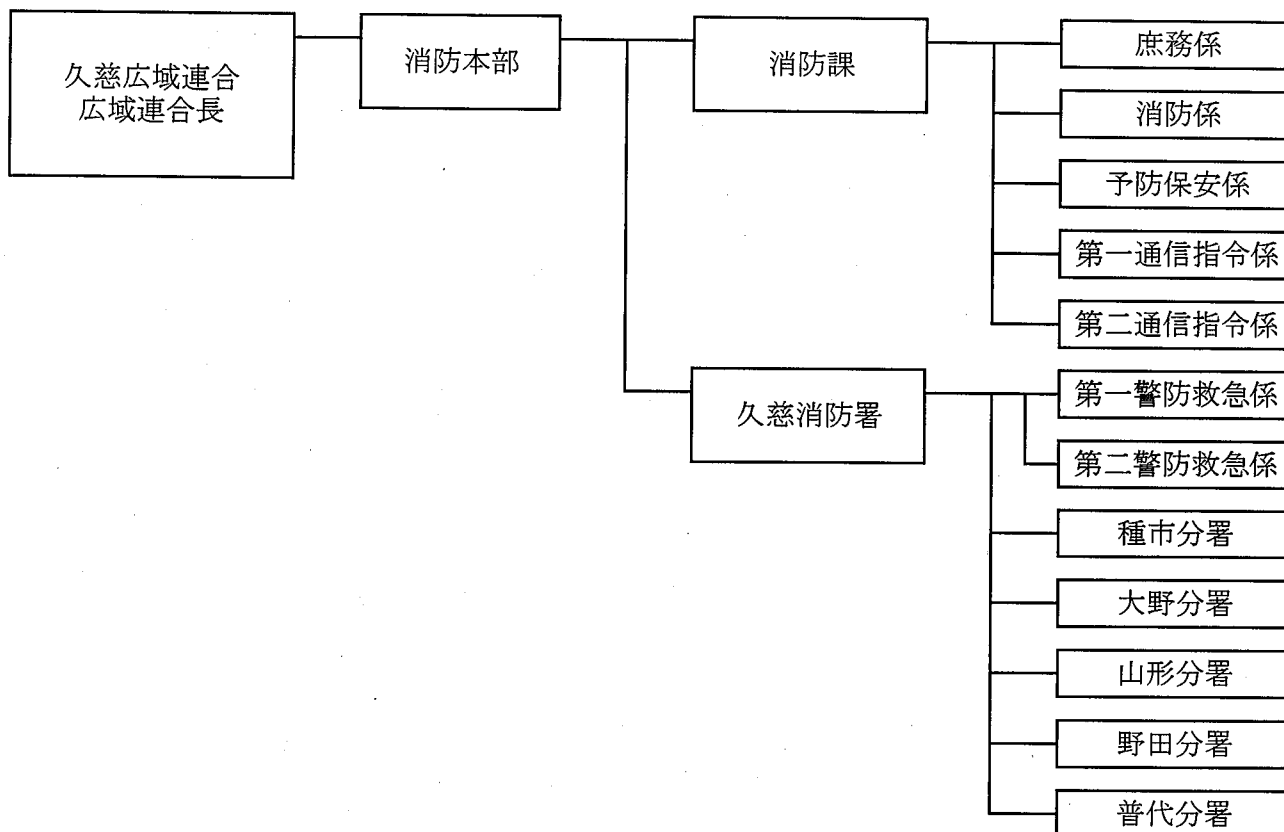 久慈広域連合
広域連合長
消防本部
消防課
庶務係
消防係
予防保安係
第一通信指令係
第二通信指令係
久慈消防署
第一警防救急係
第二警防救急係
種市分署
大野分署
山形分署
野田分署
普代分署